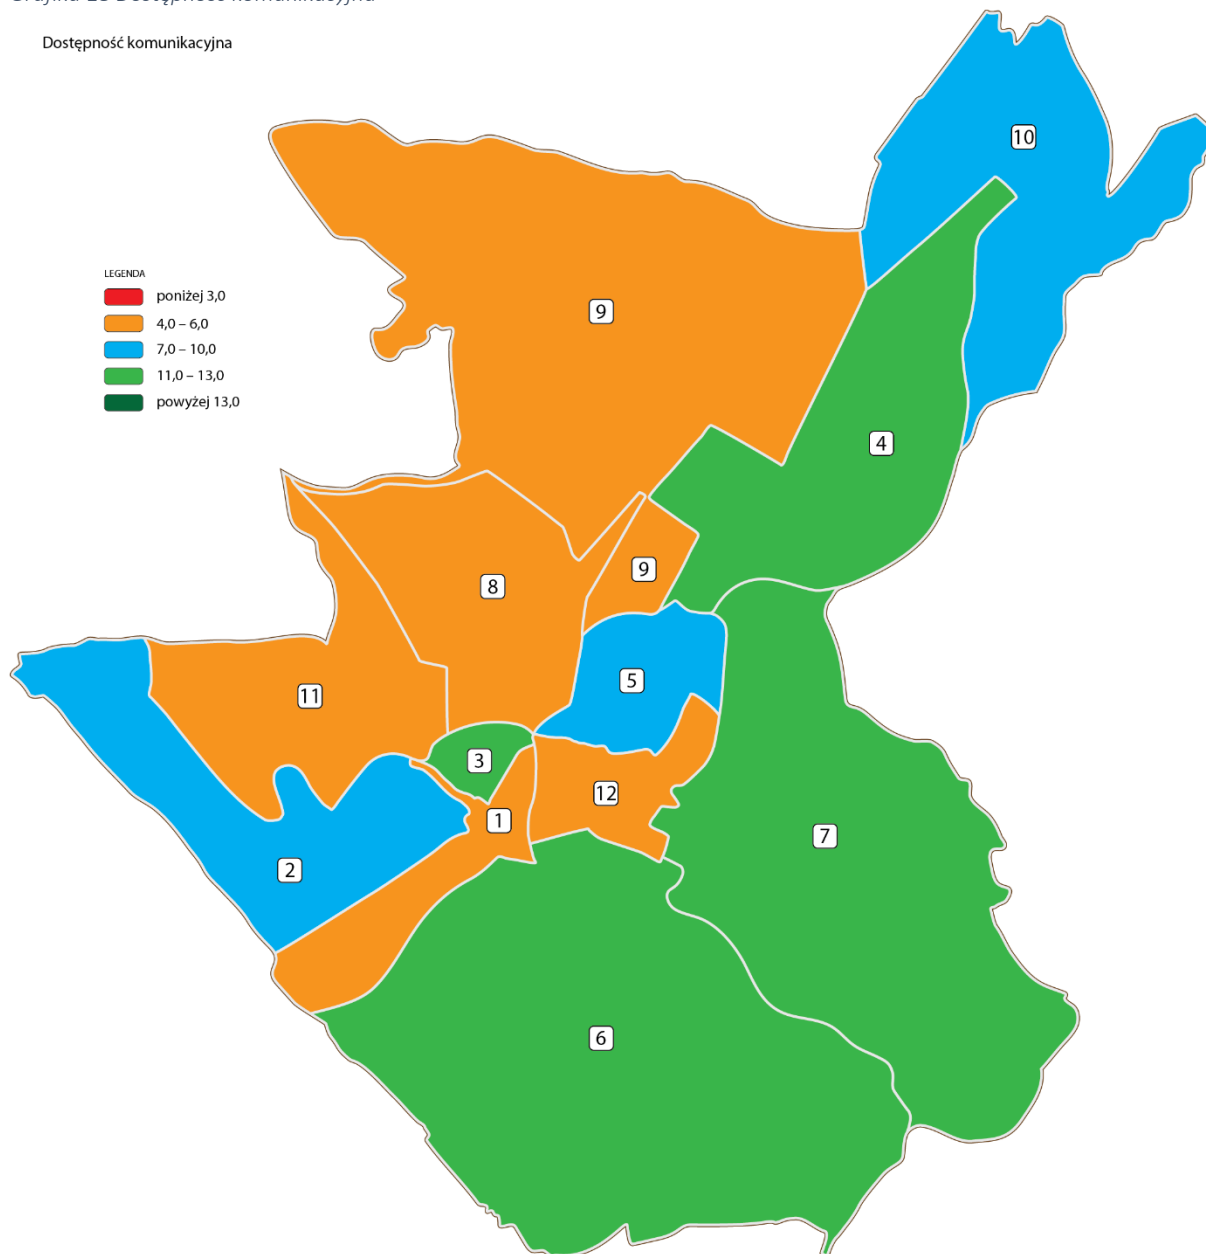 Dostępność komunikacyjna
10
LEGENDA
poniżej 3,0
4,0 – 6,0
7,0 – 10,0
11,0 – 13,0
powyżej 13,0
9
4
9
8
5
11
3
12
1
7
2
6